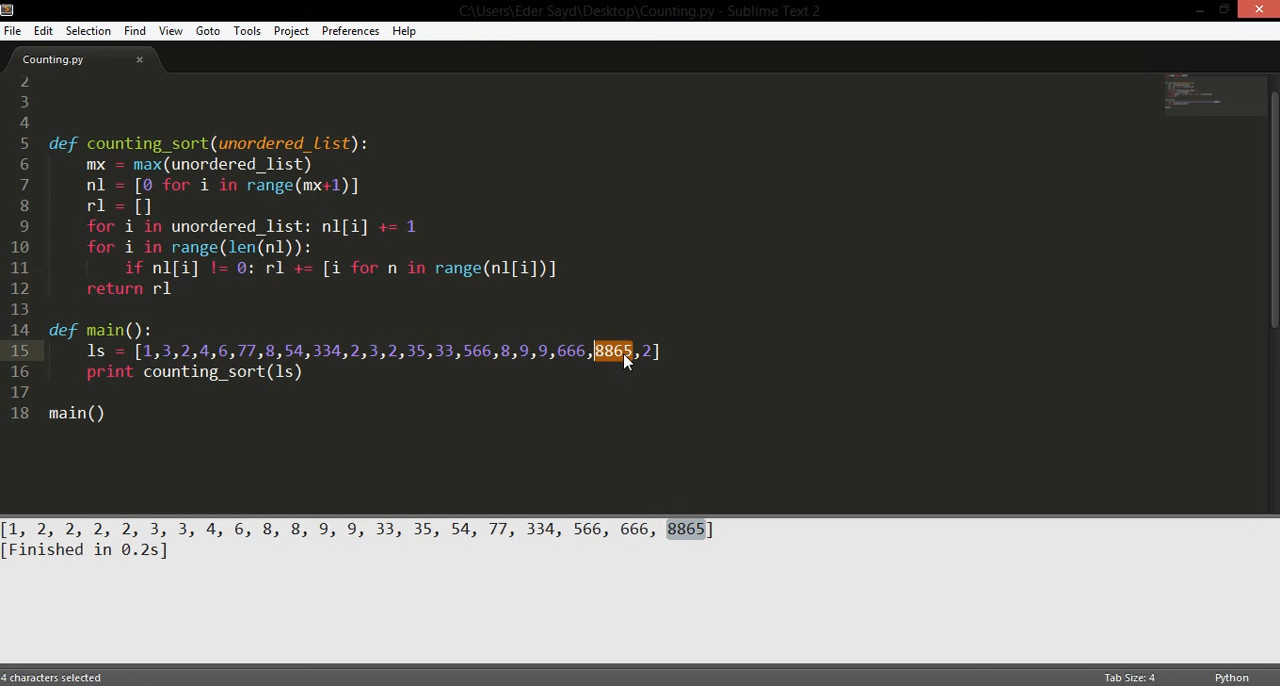 C:\Users\Eder Sayd\Desktop\Counting.py - Sublime Text 2
File Edit Selection Find View Goto Tools Project Preferences Help
Counting.py ×
2
3
4
5 def counting_sort(unordered_list):
6 mx = max(unordered_list)
7 nl = [0 for i in range(mx+1)]
8 rl = []
9 for i in unordered_list: nl[i] += 1
10 for i in range(len(nl)):
11 if nl[i] != 0: rl += [i for n in range(nl[i])]
12 return rl
13
14 def main():
15 ls = [1,3,2,4,6,77,8,54,334,2,3,2,35,33,566,8,9,9,666,8865,2]
16 print counting_sort(ls)
17
18 main()
[1, 2, 2, 2, 2, 3, 3, 4, 6, 8, 8, 9, 9, 33, 35, 54, 77, 334, 566, 666, 8865]
[Finished in 0.2s]
4 characters selected Tab Size: 4 Python